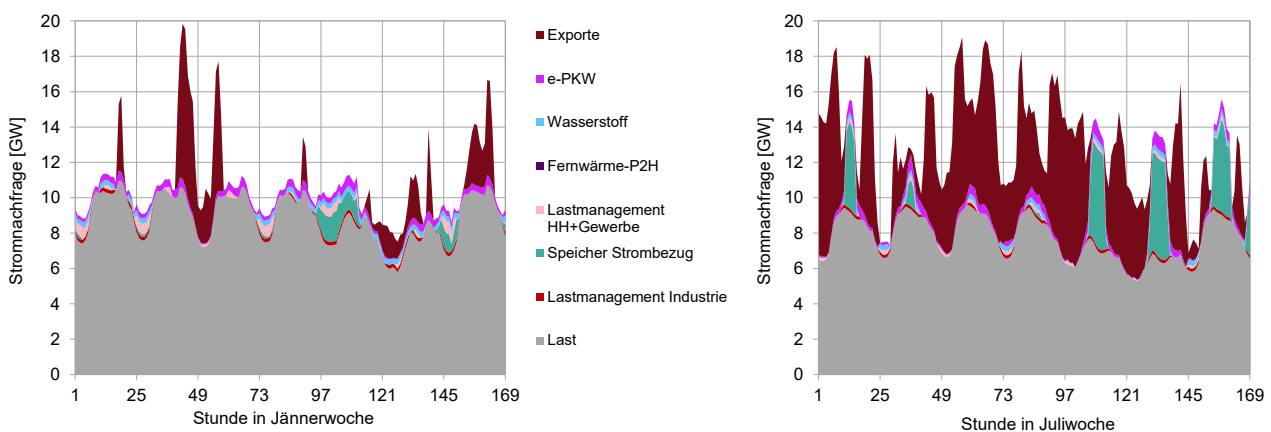 20
18
16
14
12
10
8
6
4
2
0
Stromnachfrage [GW]
1 25 49 73 97 121 145 169
Stunde in Jännerwoche
Exporte
e-PKW
Wasserstoff
Fernwärme-P2H
Lastmanagement
HH+Gewerbe
Speicher Strombezug
Lastmanagement Industrie
Last
20
18
16
14
12
10
8
6
4
2
0
Stromnachfrage [GW]
1 25 49 73 97 121 145 169
Stunde in Juliwoche